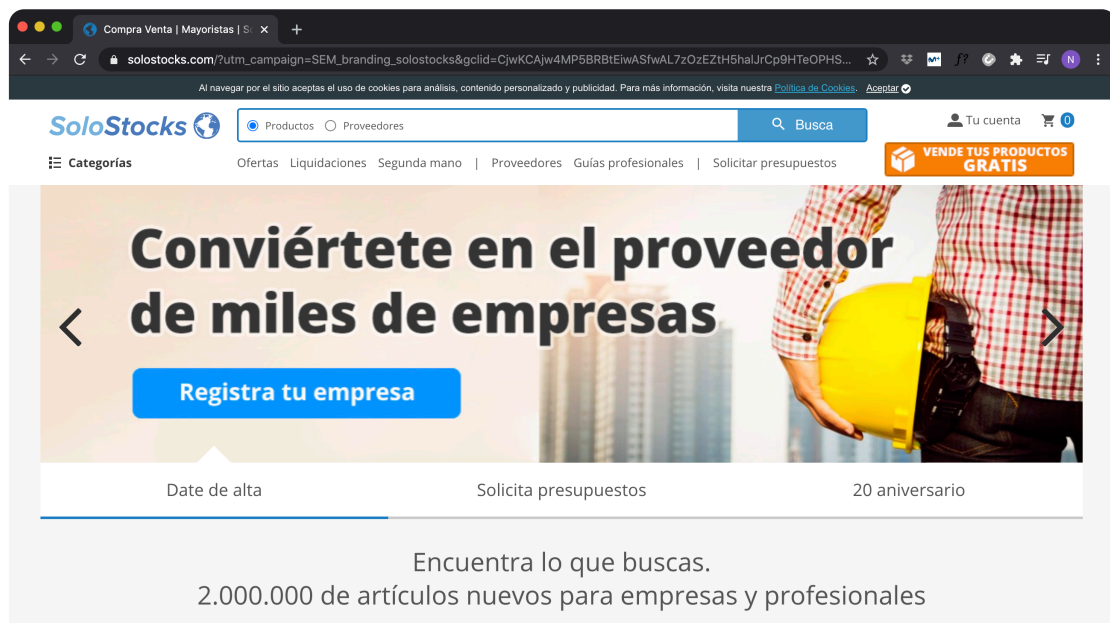 Compra Venta | Mayoristas | S
solostocks.com/?utm_campaign=SEM_branding_solostocks&gclid=CjwKCAjw4MP5BRBtEiwASfwAL7zOzEZtH5halJrCp9HTeOPHS...
N
Al navegar por el sitio aceptas el uso de cookies para análisis, contenido personalizado y publicidad. Para más información, visita nuestra Política de Cookies. Aceptar
SoloStocks
Productos Proveedores
Busca
Tu cuenta
0
Categorías
Ofertas Liquidaciones Segunda mano | Proveedores Guías profesionales | Solicitar presupuestos
VENDE TUS PRODUCTOS
GRATIS
Conviértete en el proveedor
de miles de empresas
Registra tu empresa
Date de alta
Solicita presupuestos
20 aniversario
Encuentra lo que buscas.
2.000.000 de artículos nuevos para empresas y profesionales